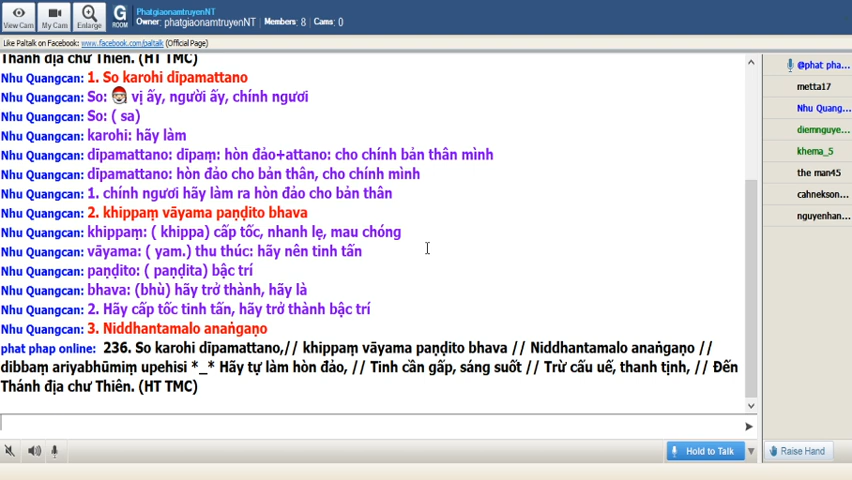 PhatgiaonamtruyenNT
Owner: phatgiaonamtruyenNT Members: 8 Cams: 0
View Cam My Cam Enlarge G ROOM
Like Paltalk on Facebook: www.facebook.com/paltalk (Official Page)
Thánh địa chư Thiên. (HT TMC)
Nhu Quangcan: 1. So karohi dīpamattano
Nhu Quangcan: So: vị ấy, người ấy, chính ngươi
Nhu Quangcan: So: ( sa)
Nhu Quangcan: karohi: hãy làm
Nhu Quangcan: dīpamattano: dīpaṃ: hòn đảo+attano: cho chính bản thân mình
Nhu Quangcan: dīpamattano: hòn đảo cho bản thân, cho chính mình
Nhu Quangcan: 1. chính ngươi hãy làm ra hòn đảo cho bản thân
Nhu Quangcan: 2. khippaṃ vāyama paṇḍito bhava
Nhu Quangcan: khippaṃ: ( khippa) cấp tốc, nhanh lẹ, mau chóng
Nhu Quangcan: vāyama: ( yam.) thu thúc: hãy nên tinh tấn
Nhu Quangcan: paṇḍito: ( paṇḍita) bậc trí
Nhu Quangcan: bhava: (bhù) hãy trở thành, hãy là
Nhu Quangcan: 2. Hãy cấp tốc tinh tấn, hãy trở thành bậc trí
Nhu Quangcan: 3. Niddhantamalo anaṅgaṇo
phat phap online: 236. So karohi dīpamattano,// khippaṃ vāyama paṇḍito bhava // Niddhantamalo anaṅgaṇo //
dibbaṃ ariyabhūmiṃ upehisi *_* Hãy tự làm hòn đảo, // Tinh cần gấp, sáng suốt // Trừ cấu uế, thanh tịnh, // Đến
Thánh địa chư Thiên. (HT TMC)
@phat pha...
metta17
Nhu Quang...
diemnguye...
khema_5
the man45
cahnekson...
nguyenhan...
Hold to Talk
Raise Hand